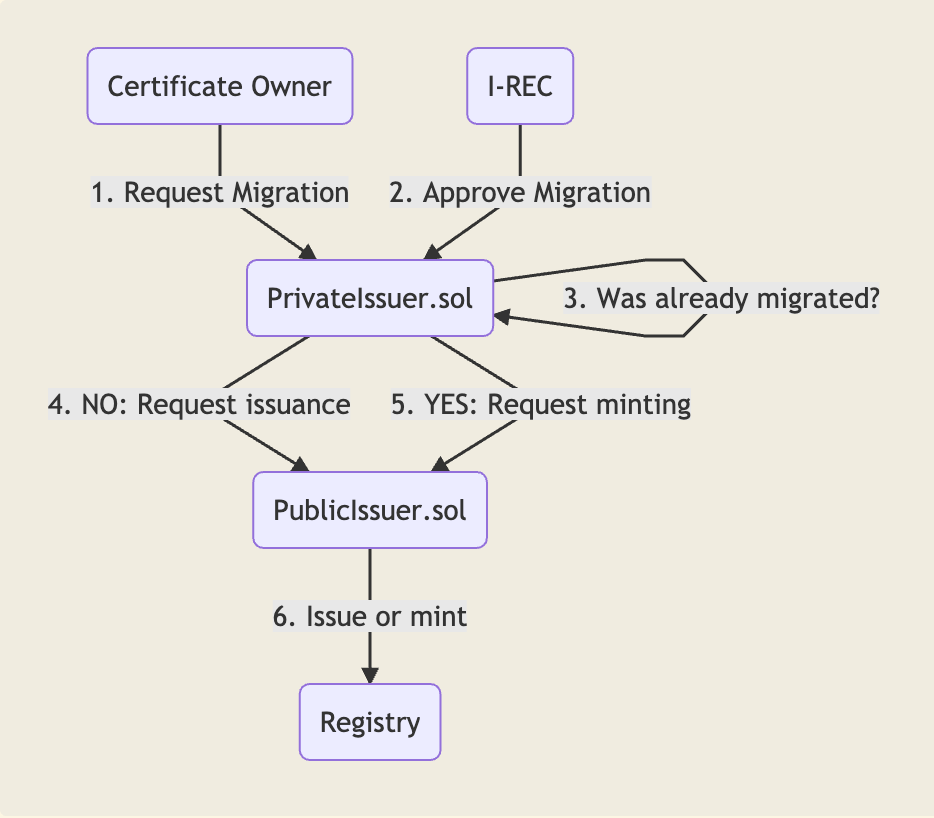 Certificate Owner
I-REC
1. Request Migration
2. Approve Migration
PrivateIssuer.sol
3. Was already migrated?
4. NO: Request issuance
5. YES: Request minting
PublicIssuer.sol
6. Issue or mint
Registry